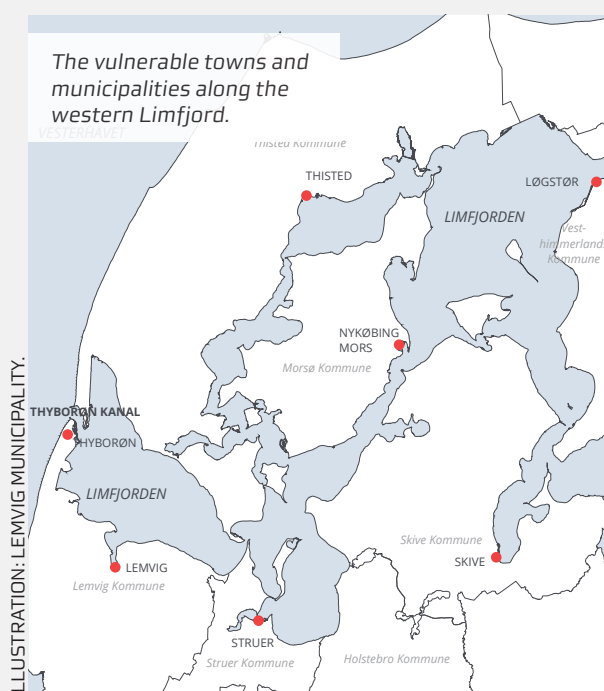 The vulnerable towns and
municipalities along the
western Limfjord.
VESTERHAVET
Thisted Kommune
THISTED
LØGSTØR
LIMFJORDEN
Vest-
himmerlands
Kommune
NYKØBING
MORS
Morsø Kommune
THYBORØN KANAL
THYBORØN
LIMFJORDEN
Skive Kommune
SKIVE
LEMVIG
Lemvig Kommune
STRUER
Struer Kommune
Holstebro Kommune
ILLUSTRATION: LEMVIG MUNICIPALITY.